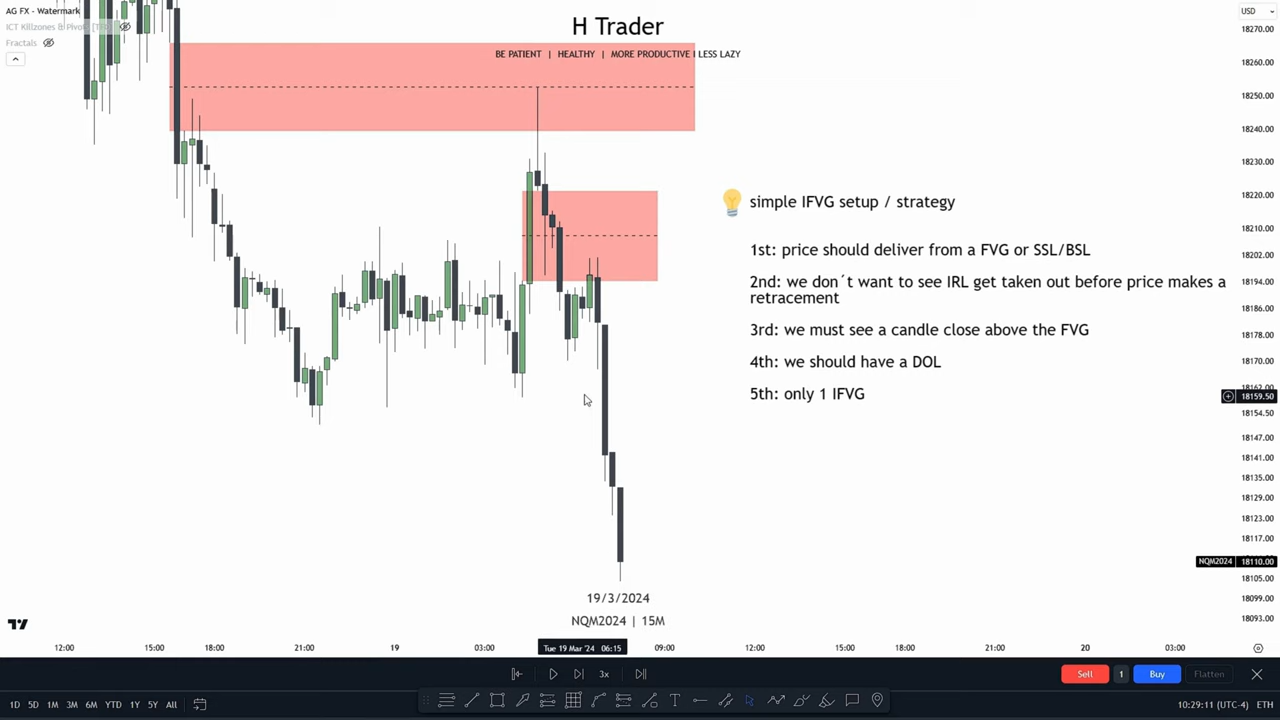 AG FX - Watermark
ICT Killzones & Pivot
Fractals
H Trader
BE PATIENT | HEALTHY | MORE PRODUCTIVE I LESS LAZY
USD
18270.00
18260.00
18250.00
18240.00
18230.00
18220.00
18210.00
18202.00
18194.00
18186.00
18178.00
18170.00
18162.00
18159.50
18154.50
18147.00
18141.00
18135.00
18129.00
18123.00
18117.00
NQM2024 18110.00
18105.00
18099.00
18093.00
simple IFVG setup / strategy
1st: price should deliver from a FVG or SSL/BSL
2nd: we don´t want to see IRL get taken out before price makes a
retracement
3rd: we must see a candle close above the FVG
4th: we should have a DOL
5th: only 1 IFVG
19/3/2024
NQM2024 | 15M
12:00 15:00 18:00 21:00 19 03:00 Tue 19 Mar '24 06:15 09:00 12:00 15:00 18:00 21:00 20 03:00
3x Sell 1 Buy Flatten
1D 5D 1M 3M 6M YTD 1Y 5Y All 10:29:11 (UTC-4) ETH